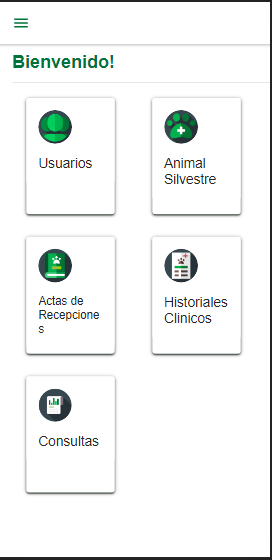 Bienvenido!
Usuarios
Animal
Silvestre
Actas de
Recepcione
s
Historiales
Clinicos
Consultas